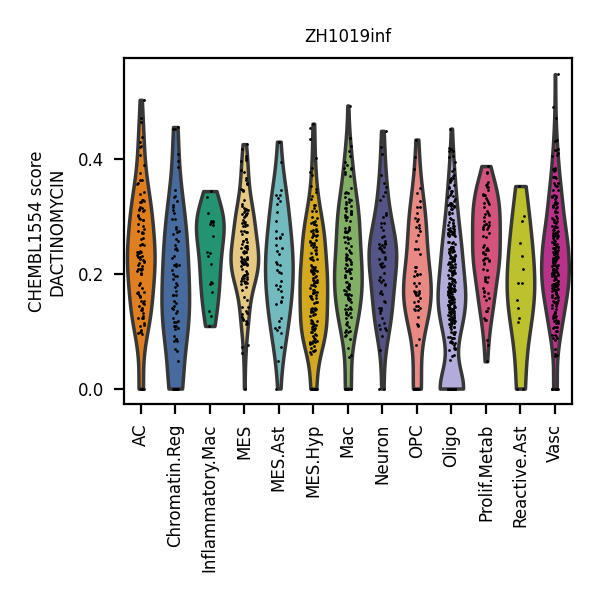 ZH1019inf
CHEMBL1554 score
DACTINOMYCIN
0.4
0.2
0.0
AC
Chromatin.Reg
Inflammatory.Mac
MES
MES.Ast
MES.Hyp
Mac
Neuron
OPC
Oligo
Prolif.Metab
Reactive.Ast
Vasc